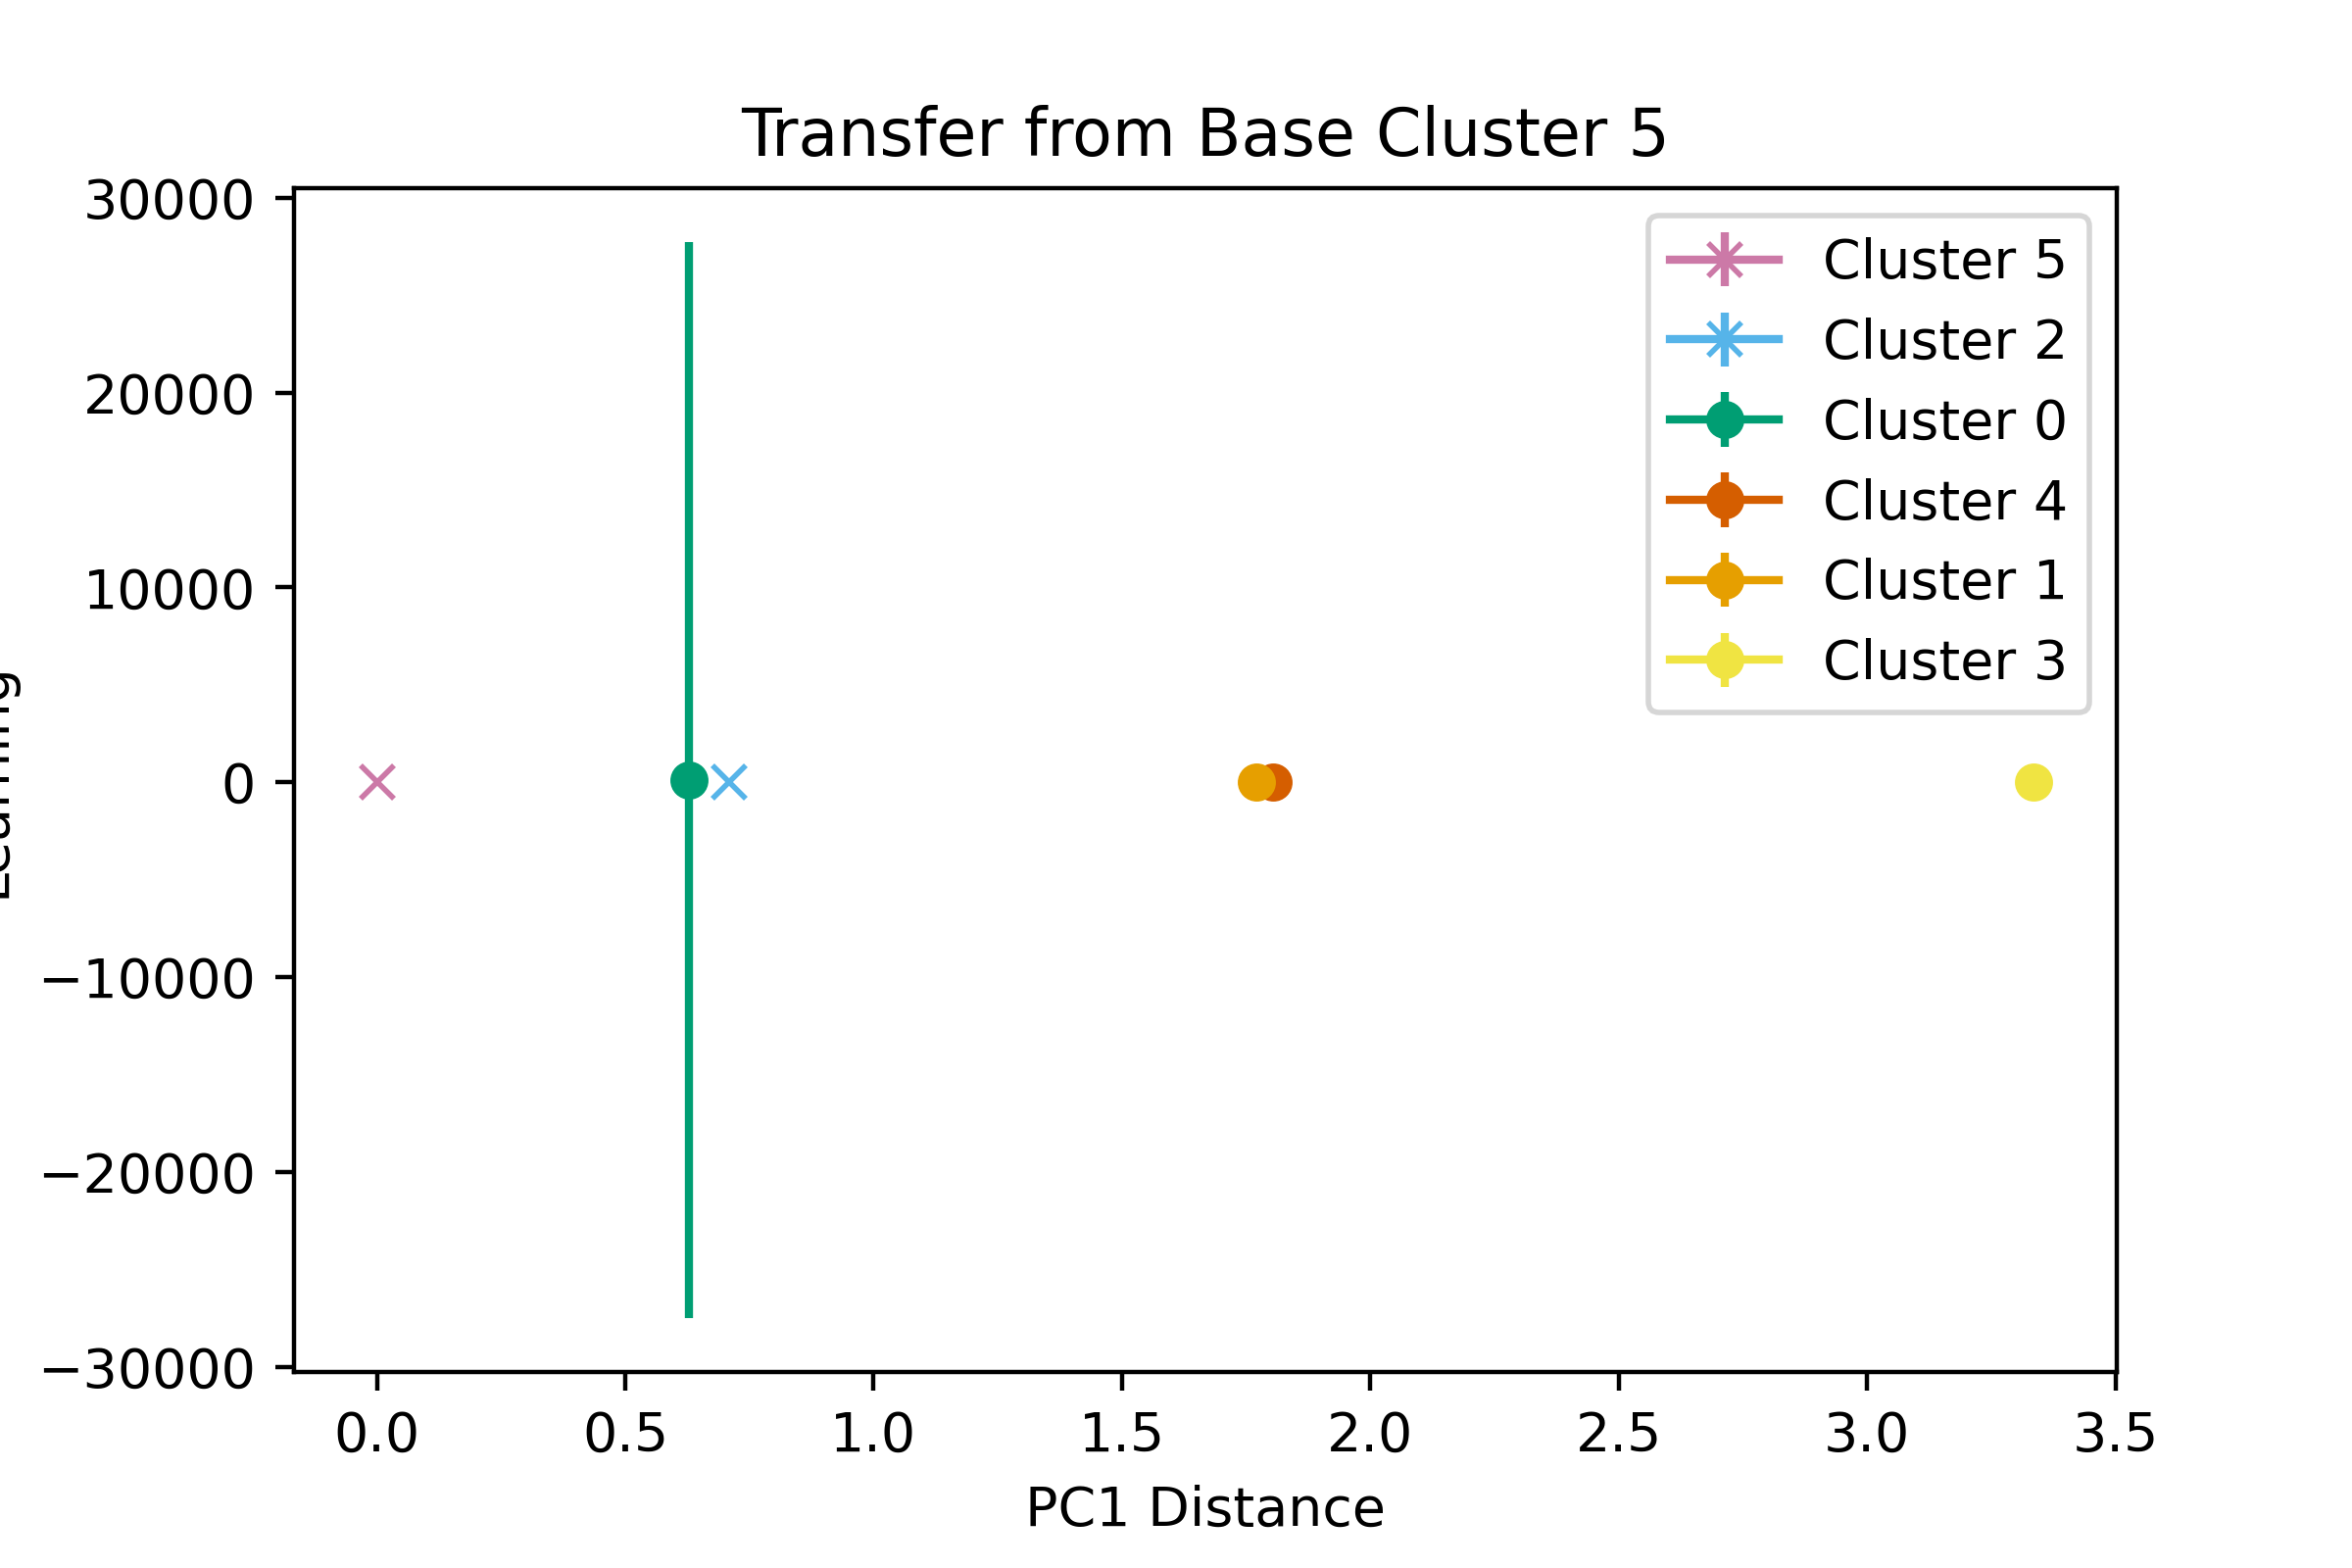 Transfer from Base Cluster 5
30000
20000
10000
0
−10000
−20000
−30000
Cluster 5
Cluster 2
Cluster 0
Cluster 4
Cluster 1
Cluster 3
0.0 0.5 1.0 1.5 2.0 2.5 3.0 3.5
PC1 Distance